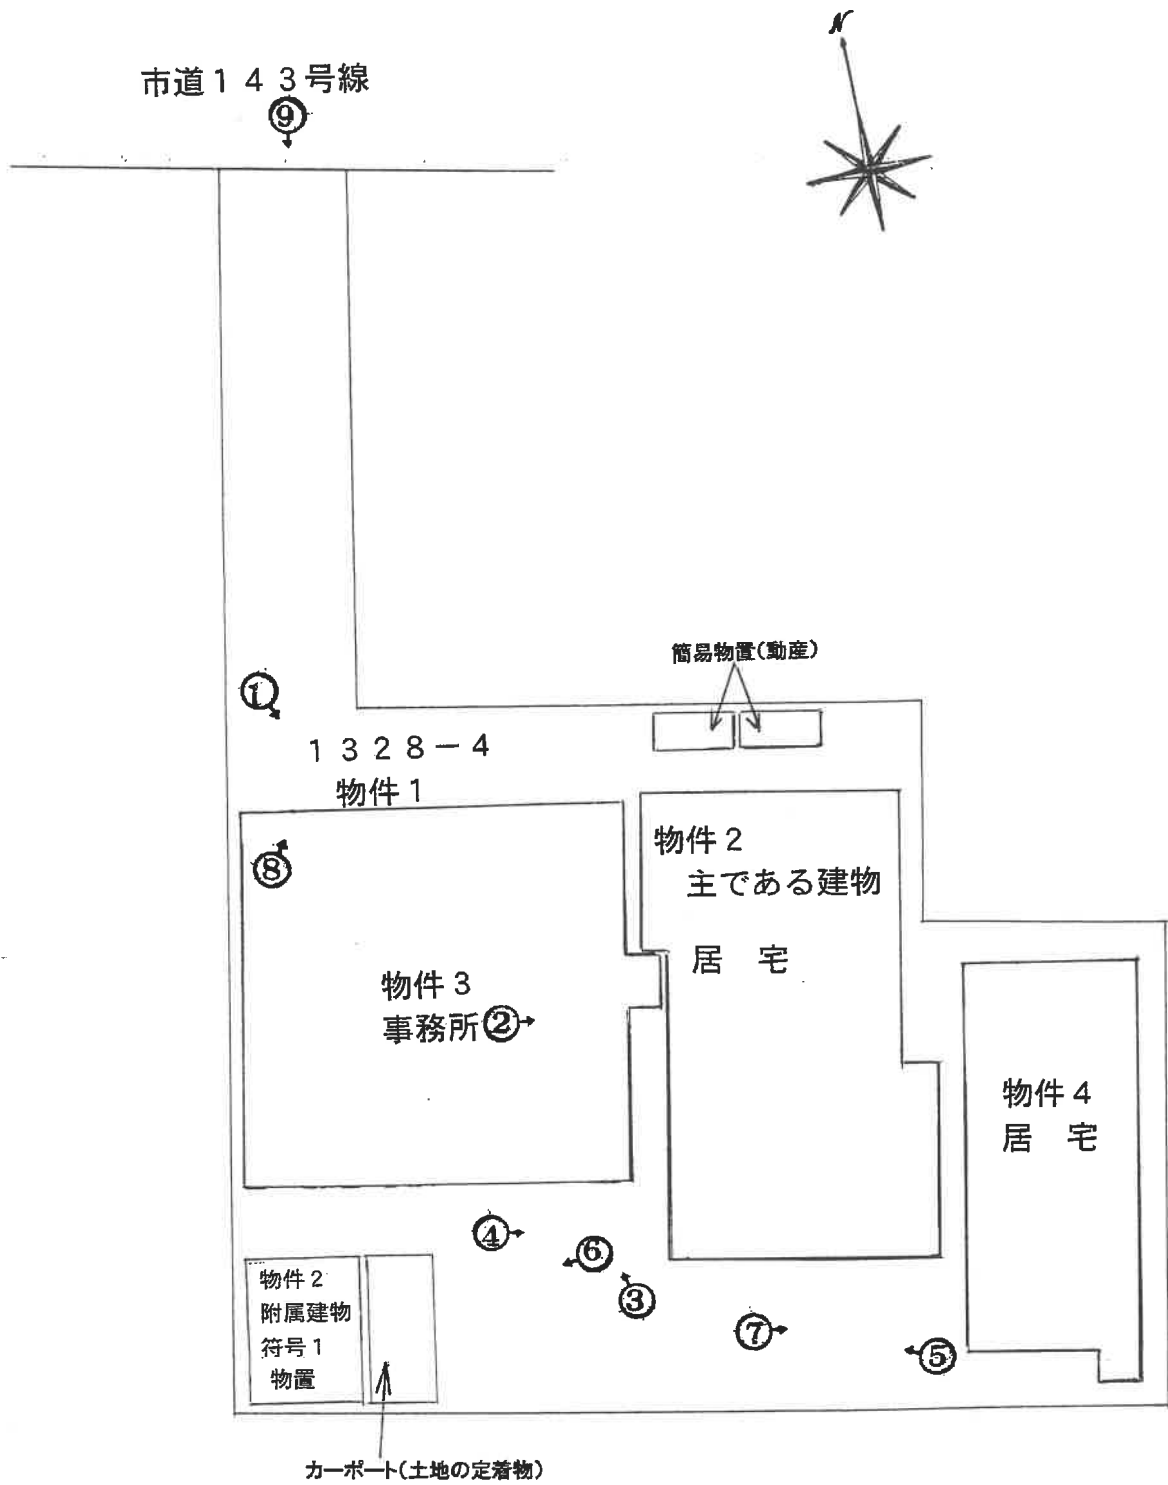 N
市道１４３号線
⑨
簡易物置(動産)
①
１３２８－４
物件１
物件２
主である建物
⑧
居　宅
物件３
事務所②
物件４
居　宅
④
⑥
③
⑦
⑤
物件２
附属建物
符号１
物置
カーポート(土地の定着物)